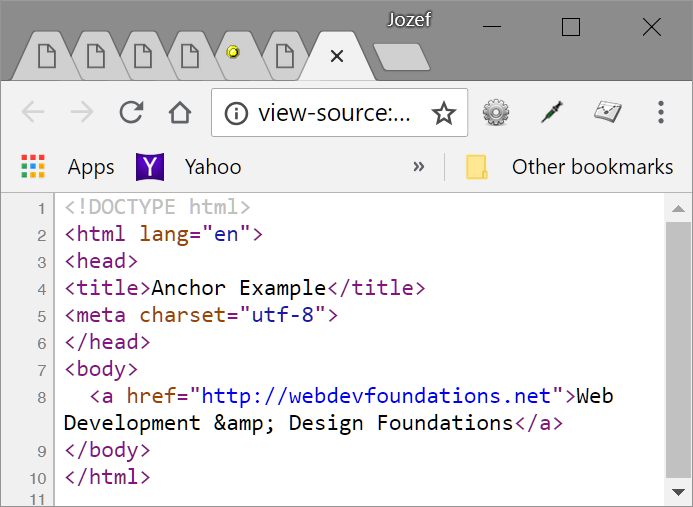 Jozef
view-source:...
Apps Yahoo » Other bookmarks
1 <!DOCTYPE html>
2 <html lang="en">
3 <head>
4 <title>Anchor Example</title>
5 <meta charset="utf-8">
6 </head>
7 <body>
8 <a href="http://webdevfoundations.net">Web
Development &amp; Design Foundations</a>
9 </body>
10 </html>
11